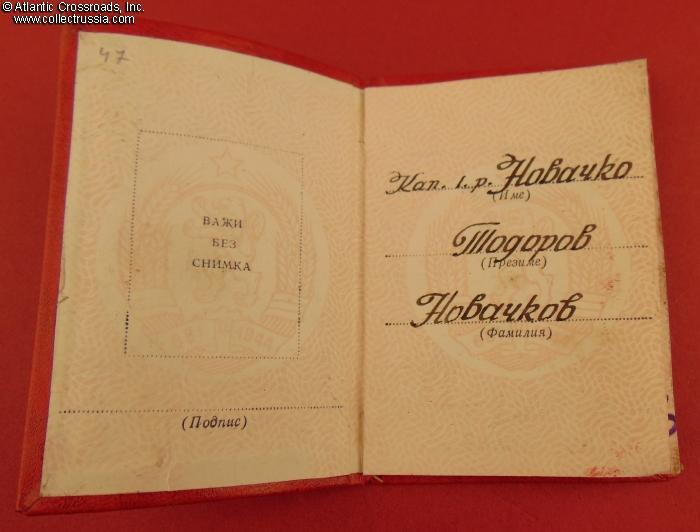 © Atlantic Crossroads, Inc.
www.collectrussia.com
47
ВАЖИ
БЕЗ
СНИМКА
(Подпис)
Кап. I. р. Новачко
(Име)
Тодоров
(Презиме)
Новачков
(Фамилия)